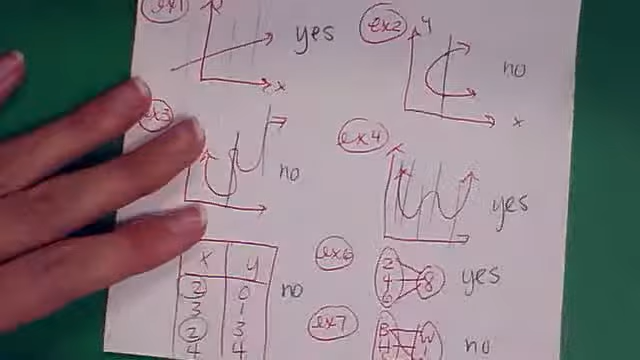 ex1
yes
x
ex2
y
no
x
ex3
no
ex4
yes
x y
2 0
3 1
2 3
4 4
no
ex6
2
4
6
8
yes
ex7
no